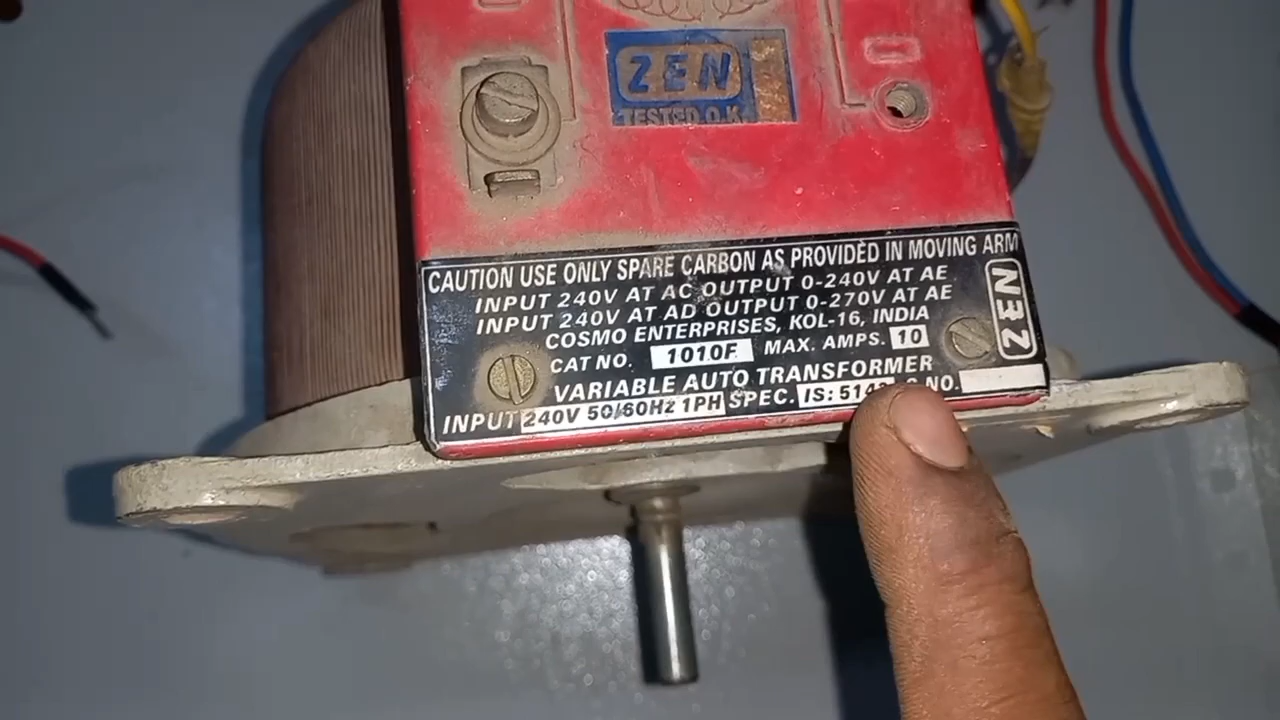 ZEN
TESTED O.K.
CAUTION USE ONLY SPARE CARBON AS PROVIDED IN MOVING ARM
INPUT 240V AT AC OUTPUT 0-240V AT AE
INPUT 240V AT AD OUTPUT 0-270V AT AE
COSMO ENTERPRISES, KOL-16, INDIA
CAT NO. 1010F MAX. AMPS. 10
VARIABLE AUTO TRANSFORMER
INPUT 240V 50/60Hz 1PH SPEC. IS: 514 NO.
ZEN